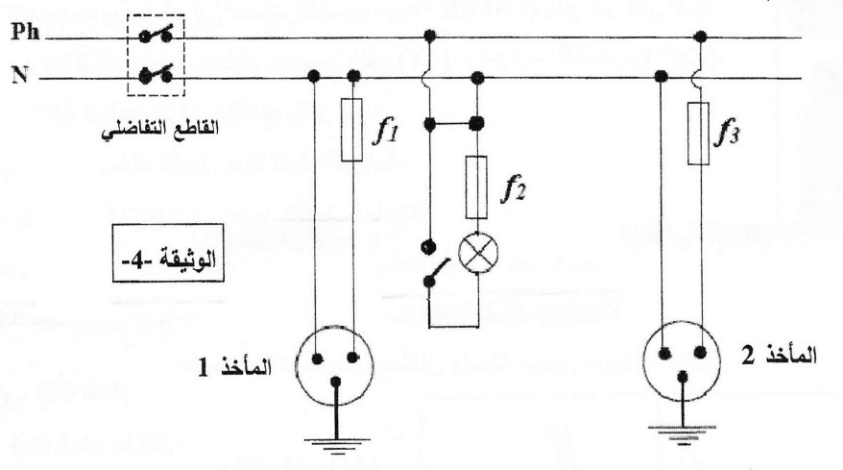 Ph
N
القاطع التفاضلي
f1
f2
f3
الوثيقة -4-
المأخذ 1
المأخذ 2